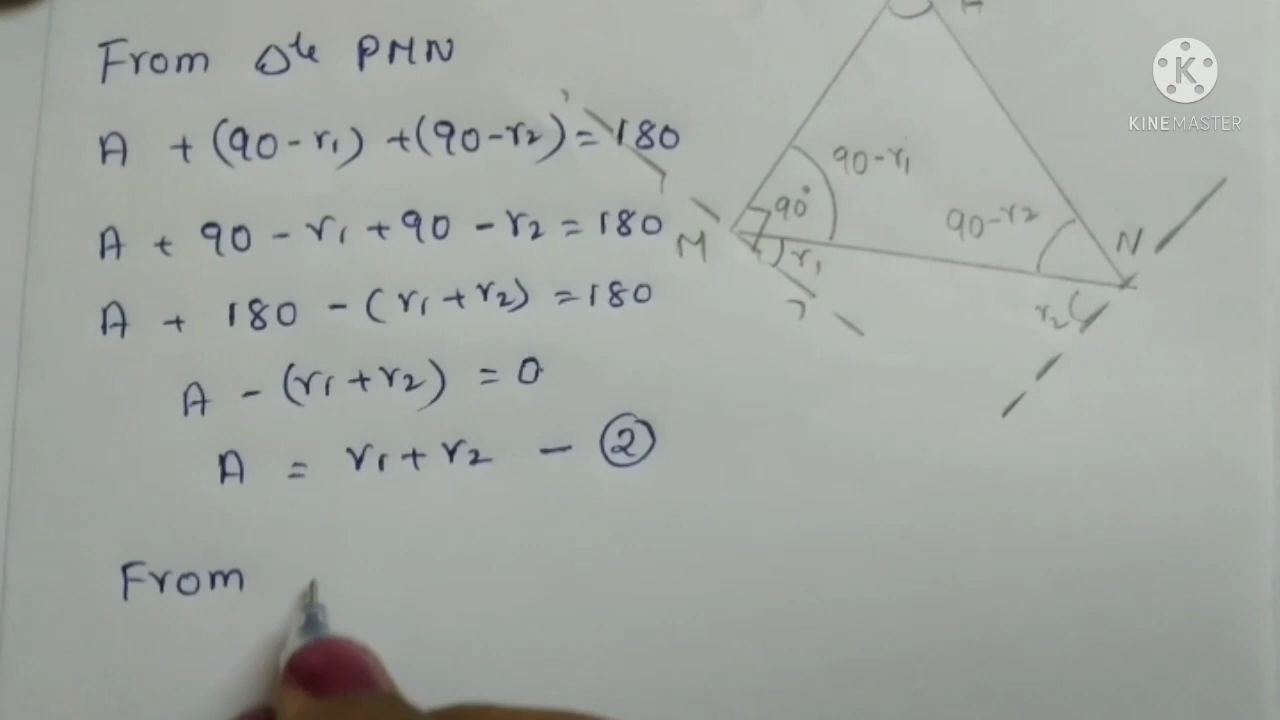 From Δle PMN
A + (90-r₁) + (90-r₂) = 180
A + 90 - r₁ + 90 - r₂ = 180
A + 180 - (r₁+r₂) = 180
A - (r₁+r₂) = 0
A = r₁ + r₂ - ②
From
K
KINEMASTER
90-r₁
90°
90-r₂
M
N
r₁
r₂